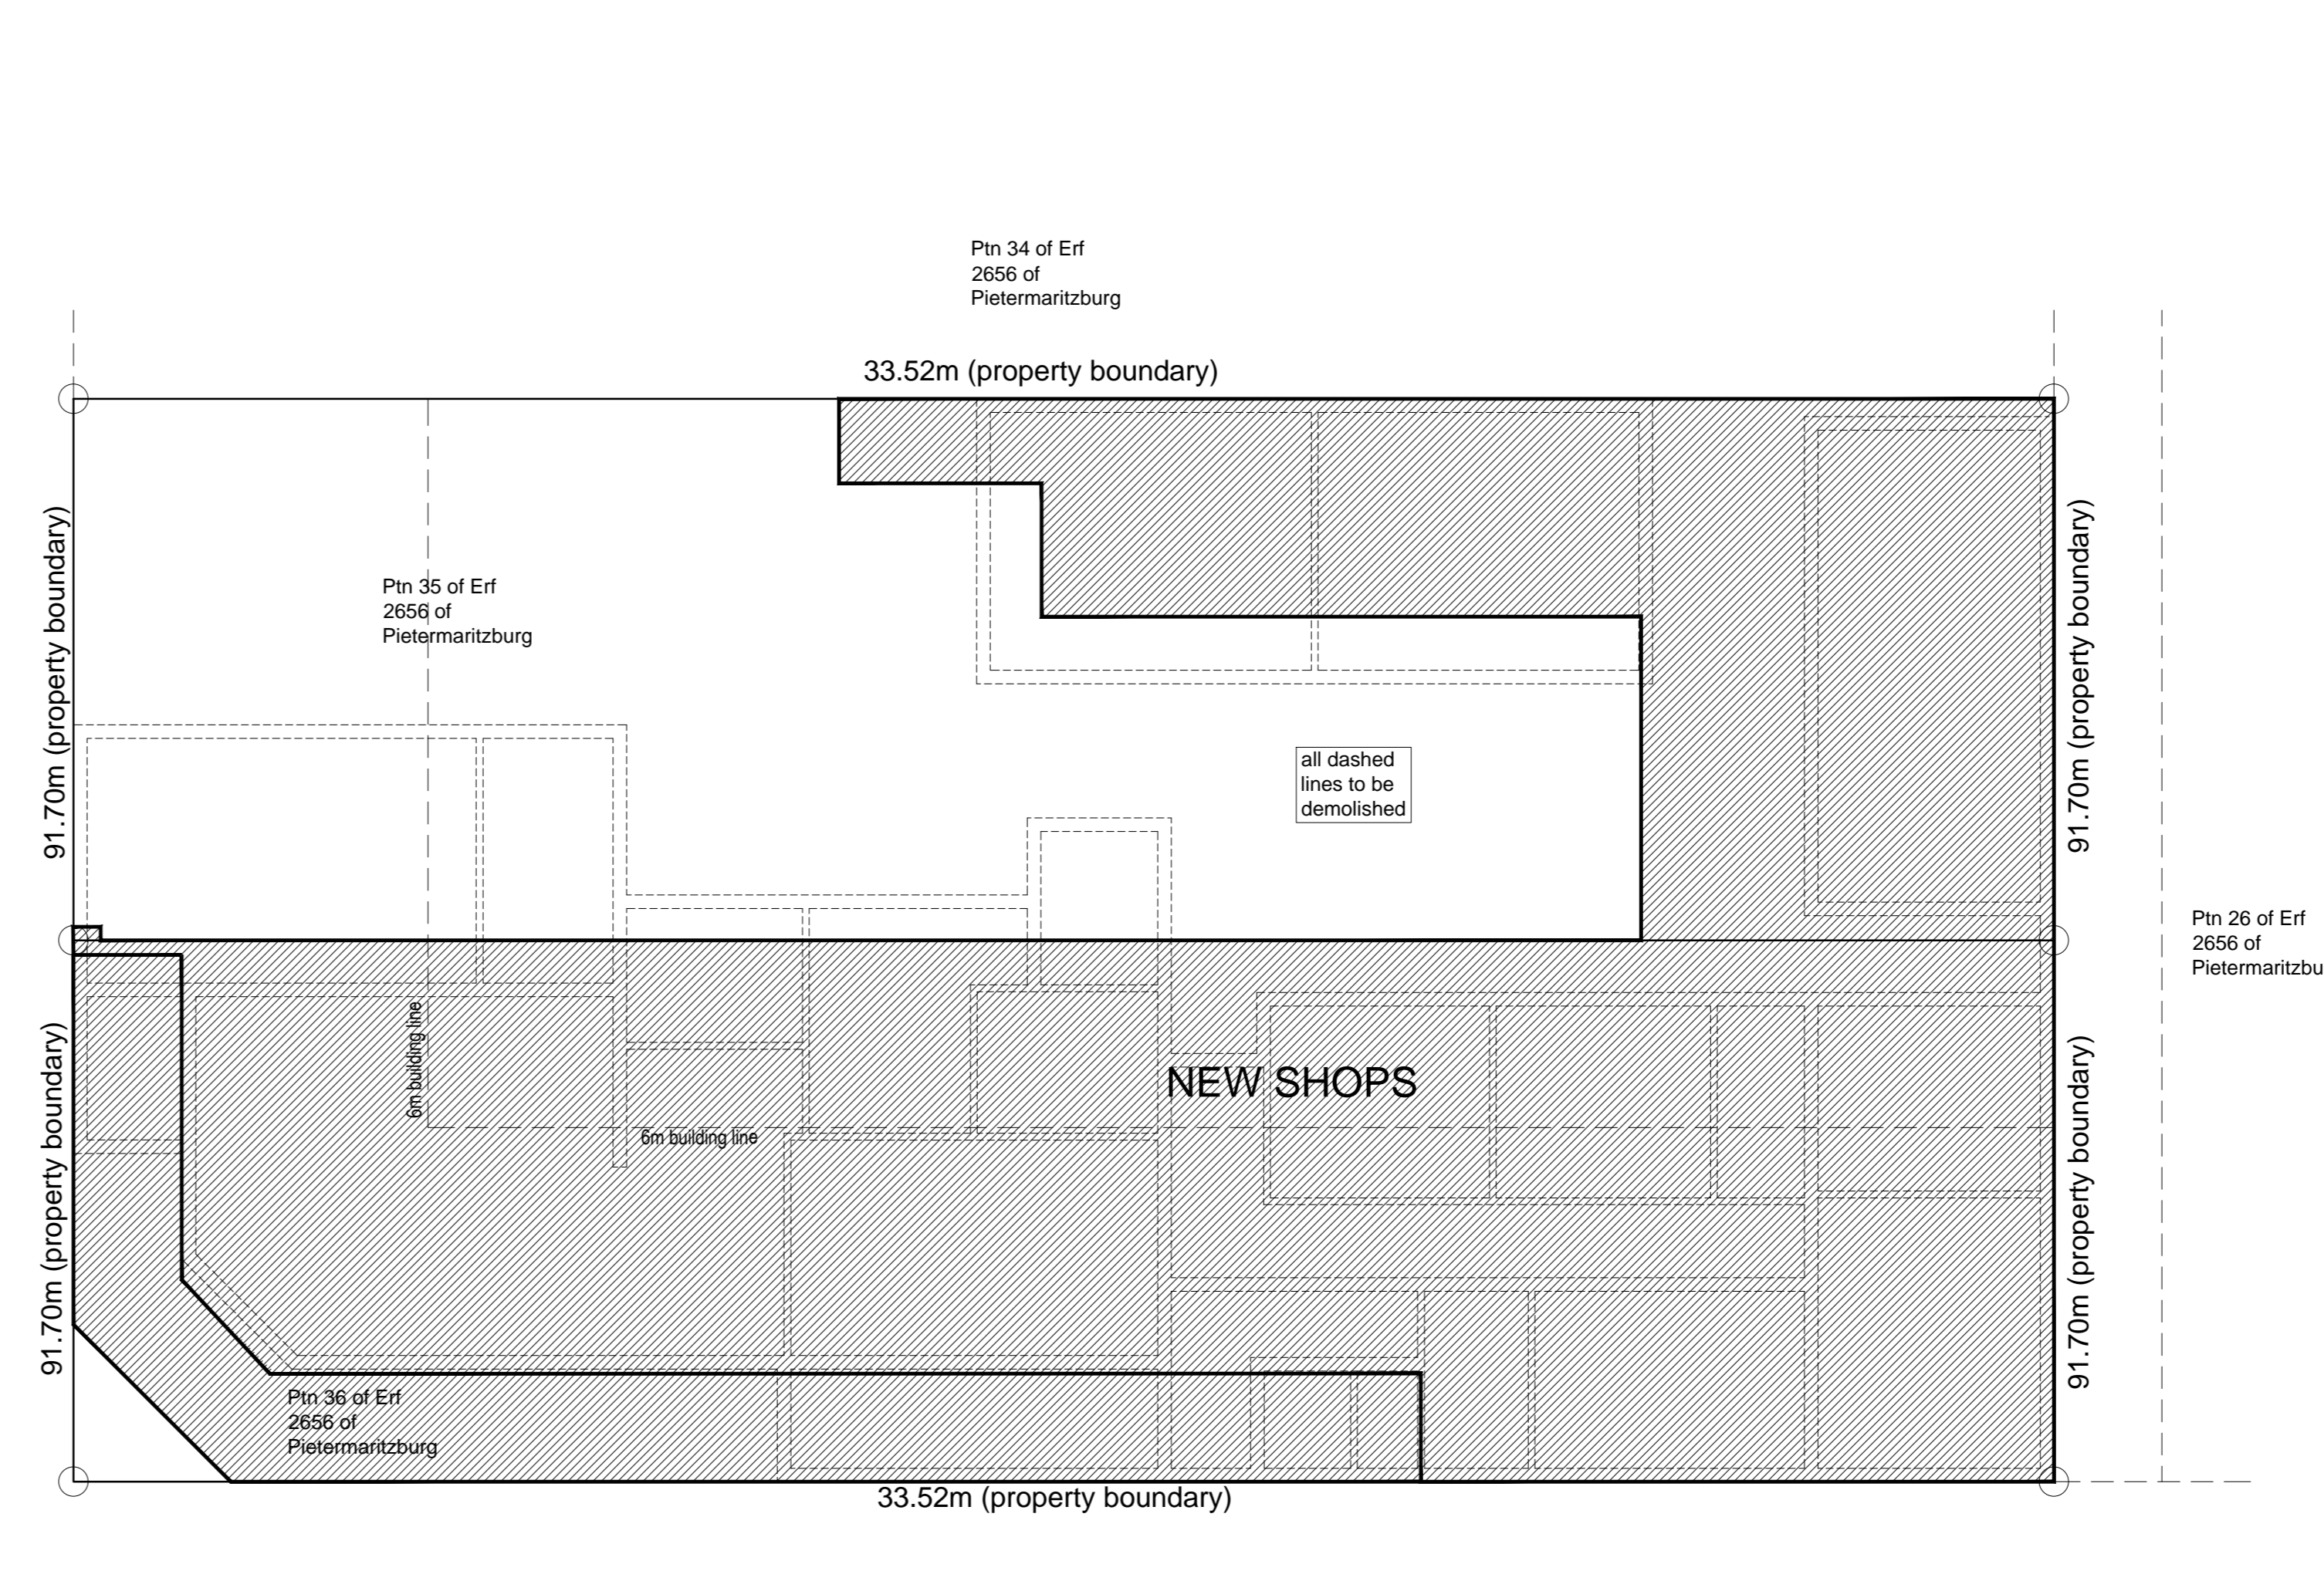 Ptn 34 of Erf
2656 of
Pietermaritzburg
33.52m (property boundary)
91.70m (property boundary)
91.70m (property boundary)
Ptn 35 of Erf
2656 of
Pietermaritzburg
all dashed
lines to be
demolished
Ptn 26 of Erf
2656 of
Pietermaritzbu
6m building line
NEW SHOPS
6m building line
91.70m (property boundary)
91.70m (property boundary)
Ptn 36 of Erf
2656 of
Pietermaritzburg
33.52m (property boundary)